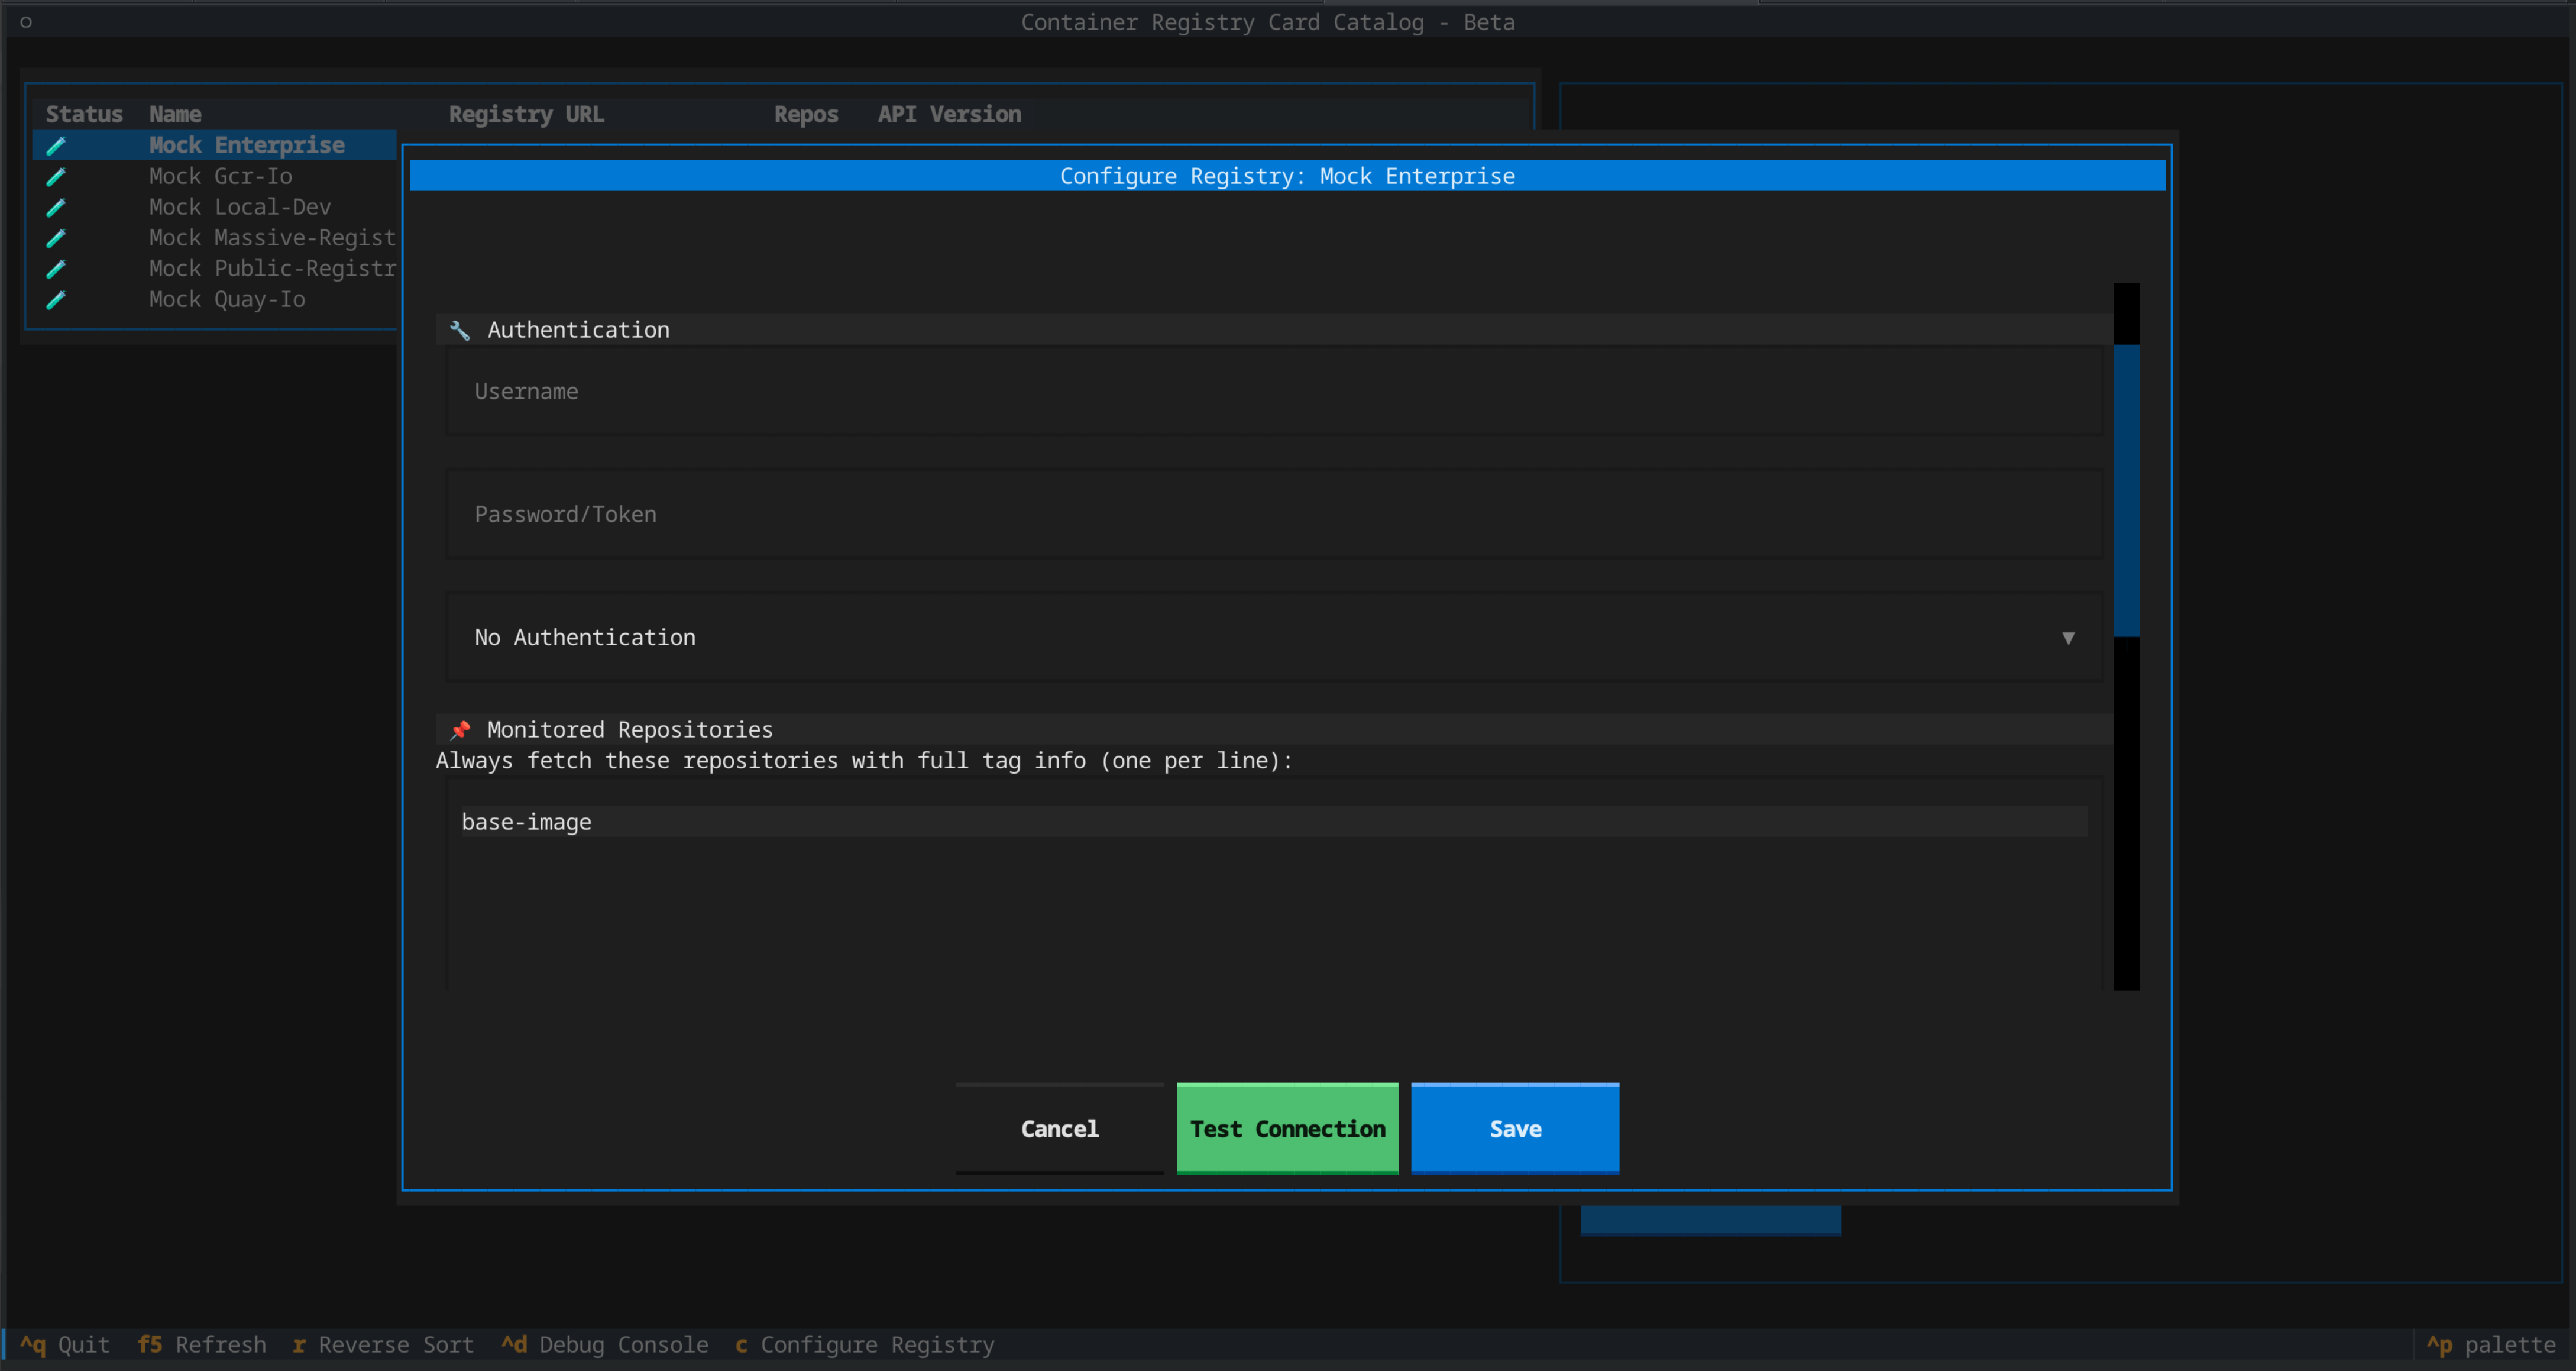 Container Registry Card Catalog - Beta
Status Name Registry URL Repos API Version
Mock Enterprise
Mock Gcr-Io
Mock Local-Dev
Mock Massive-Regist
Mock Public-Registr
Mock Quay-Io
Configure Registry: Mock Enterprise
Authentication
Username
Password/Token
No Authentication
Monitored Repositories
Always fetch these repositories with full tag info (one per line):
base-image
Cancel Test Connection Save
^q Quit f5 Refresh r Reverse Sort ^d Debug Console c Configure Registry ^p palette